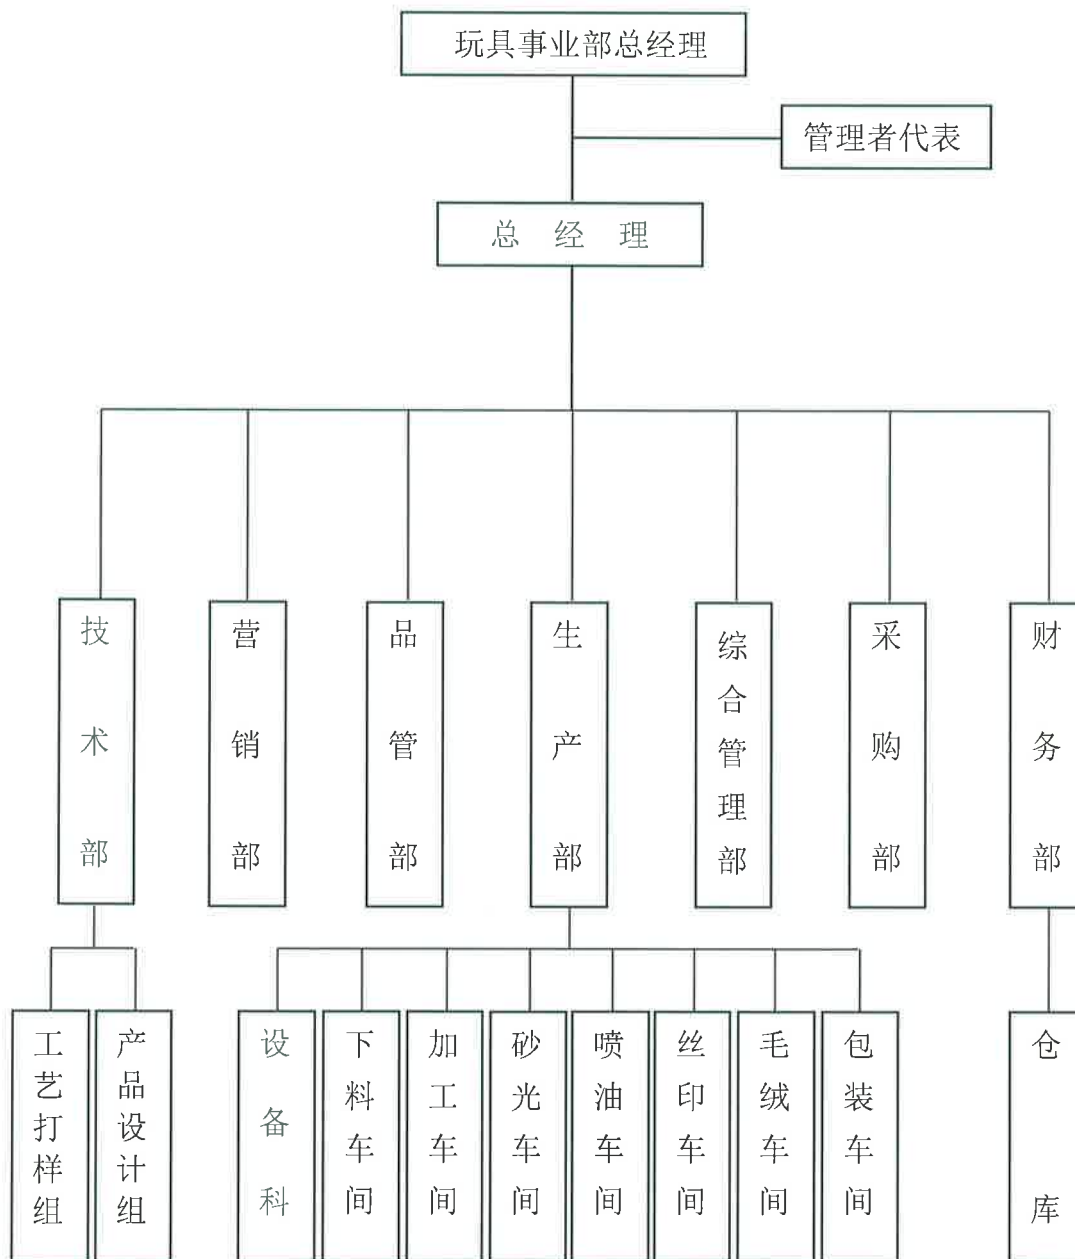 玩具事业部总经理
管理者代表
总 经 理
技术部
营销部
品管部
生产部
综合管理部
采购部
财务部
工艺打样组
产品设计组
设备科
下料车间
加工车间
砂光车间
喷油车间
丝印车间
毛绒车间
包装车间
仓库